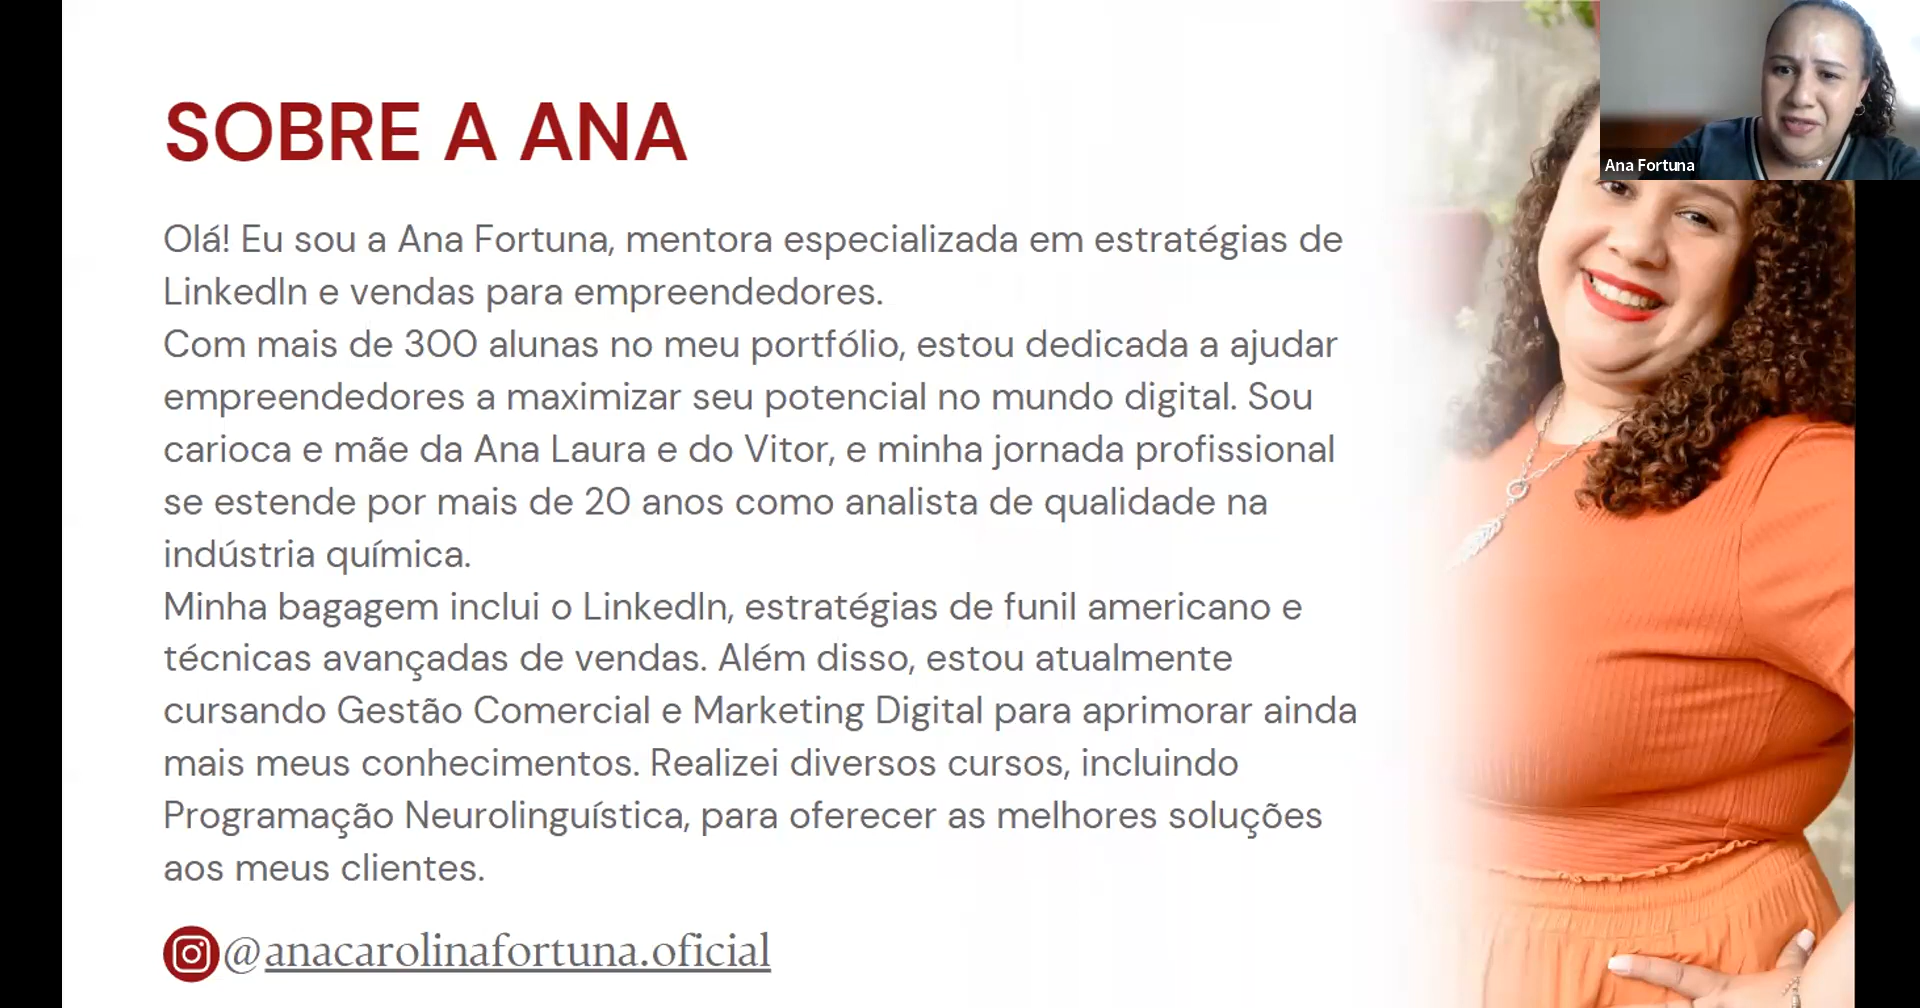 SOBRE A ANA
Ana Fortuna
Olá! Eu sou a Ana Fortuna, mentora especializada em estratégias de
LinkedIn e vendas para empreendedores.
Com mais de 300 alunas no meu portfólio, estou dedicada a ajudar
empreendedores a maximizar seu potencial no mundo digital. Sou
carioca e mãe da Ana Laura e do Vitor, e minha jornada profissional
se estende por mais de 20 anos como analista de qualidade na
indústria química.
Minha bagagem inclui o LinkedIn, estratégias de funil americano e
técnicas avançadas de vendas. Além disso, estou atualmente
cursando Gestão Comercial e Marketing Digital para aprimorar ainda
mais meus conhecimentos. Realizei diversos cursos, incluindo
Programação Neurolinguística, para oferecer as melhores soluções
aos meus clientes.
@anacarolinafortuna.oficial